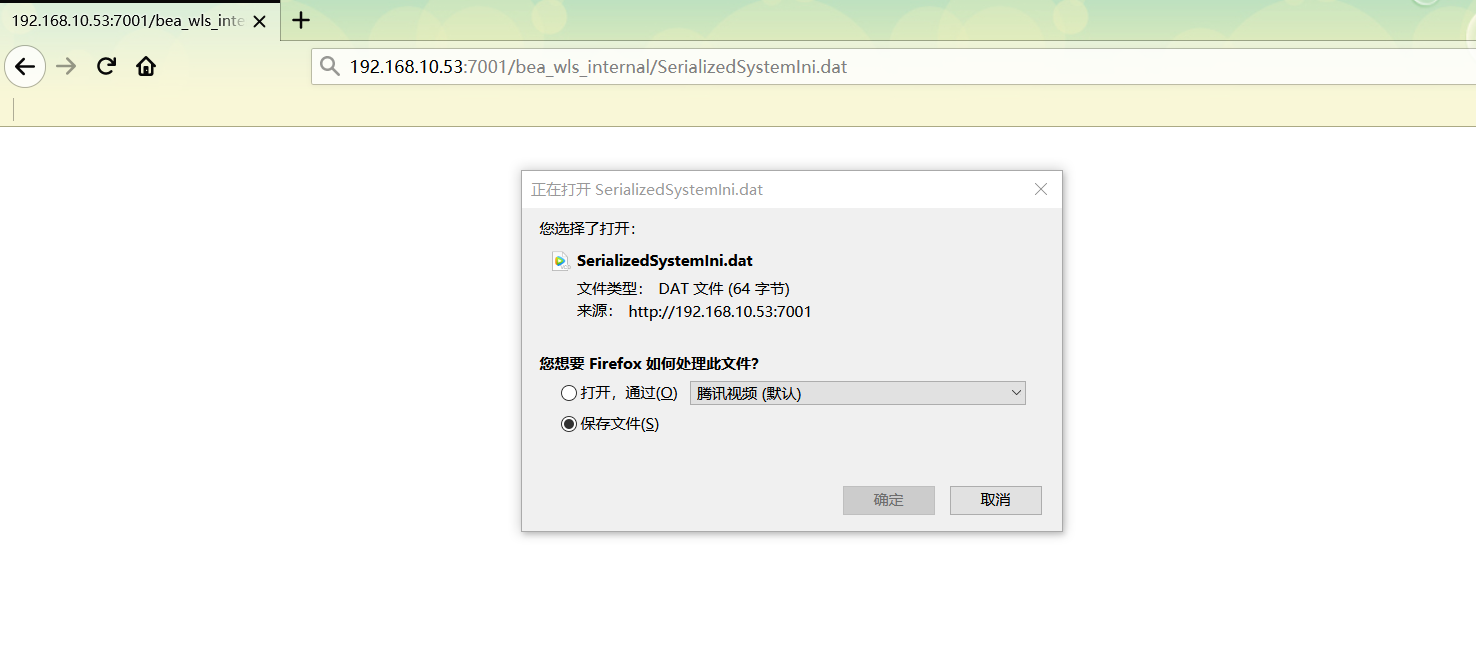 192.168.10.53:7001/bea_wls_inte
192.168.10.53:7001/bea_wls_internal/SerializedSystemIni.dat
正在打开 SerializedSystemIni.dat
您选择了打开：
SerializedSystemIni.dat
文件类型： DAT 文件 (64 字节)
来源： http://192.168.10.53:7001
您想要 Firefox 如何处理此文件？
打开，通过(O) 腾讯视频 (默认)
保存文件(S)
确定 取消